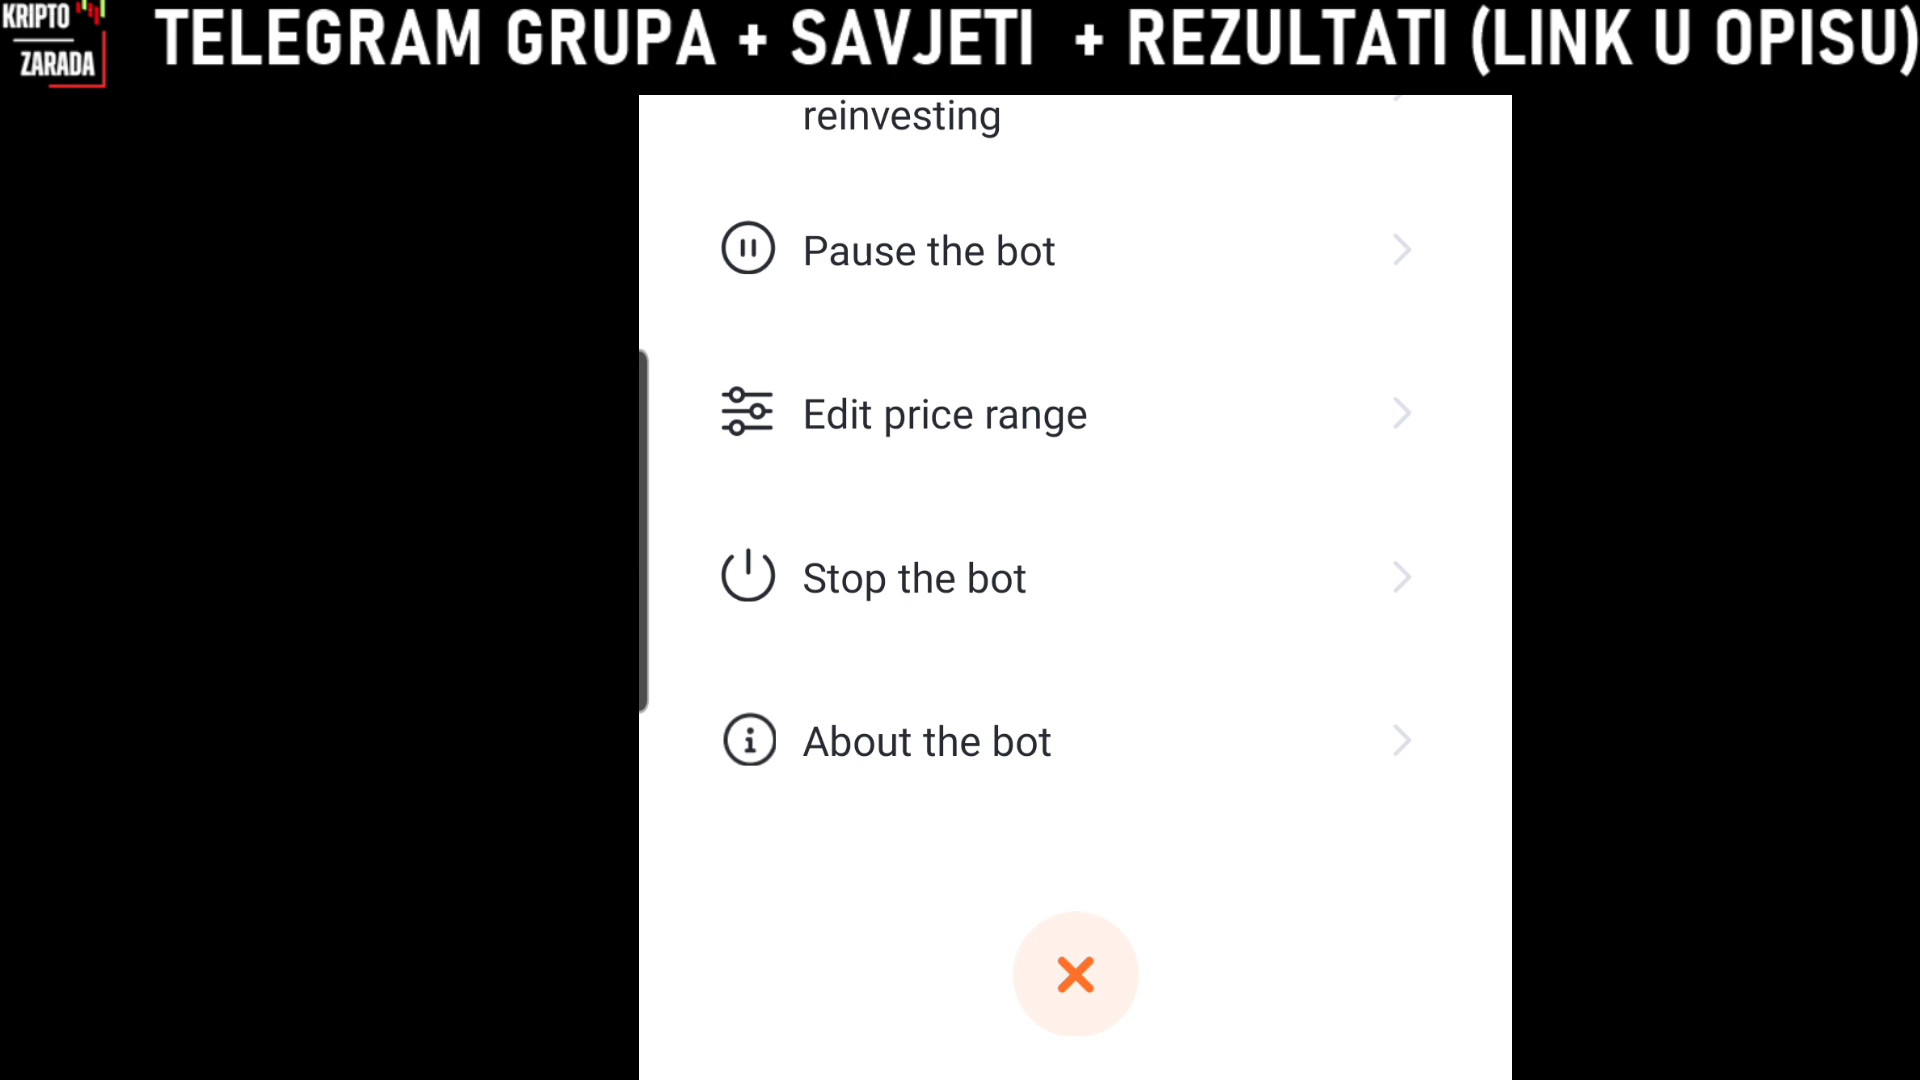 KRIPTO
ZARADA
TELEGRAM GRUPA + SAVJETI + REZULTATI (LINK U OPISU)
reinvesting
Pause the bot
Edit price range
Stop the bot
About the bot